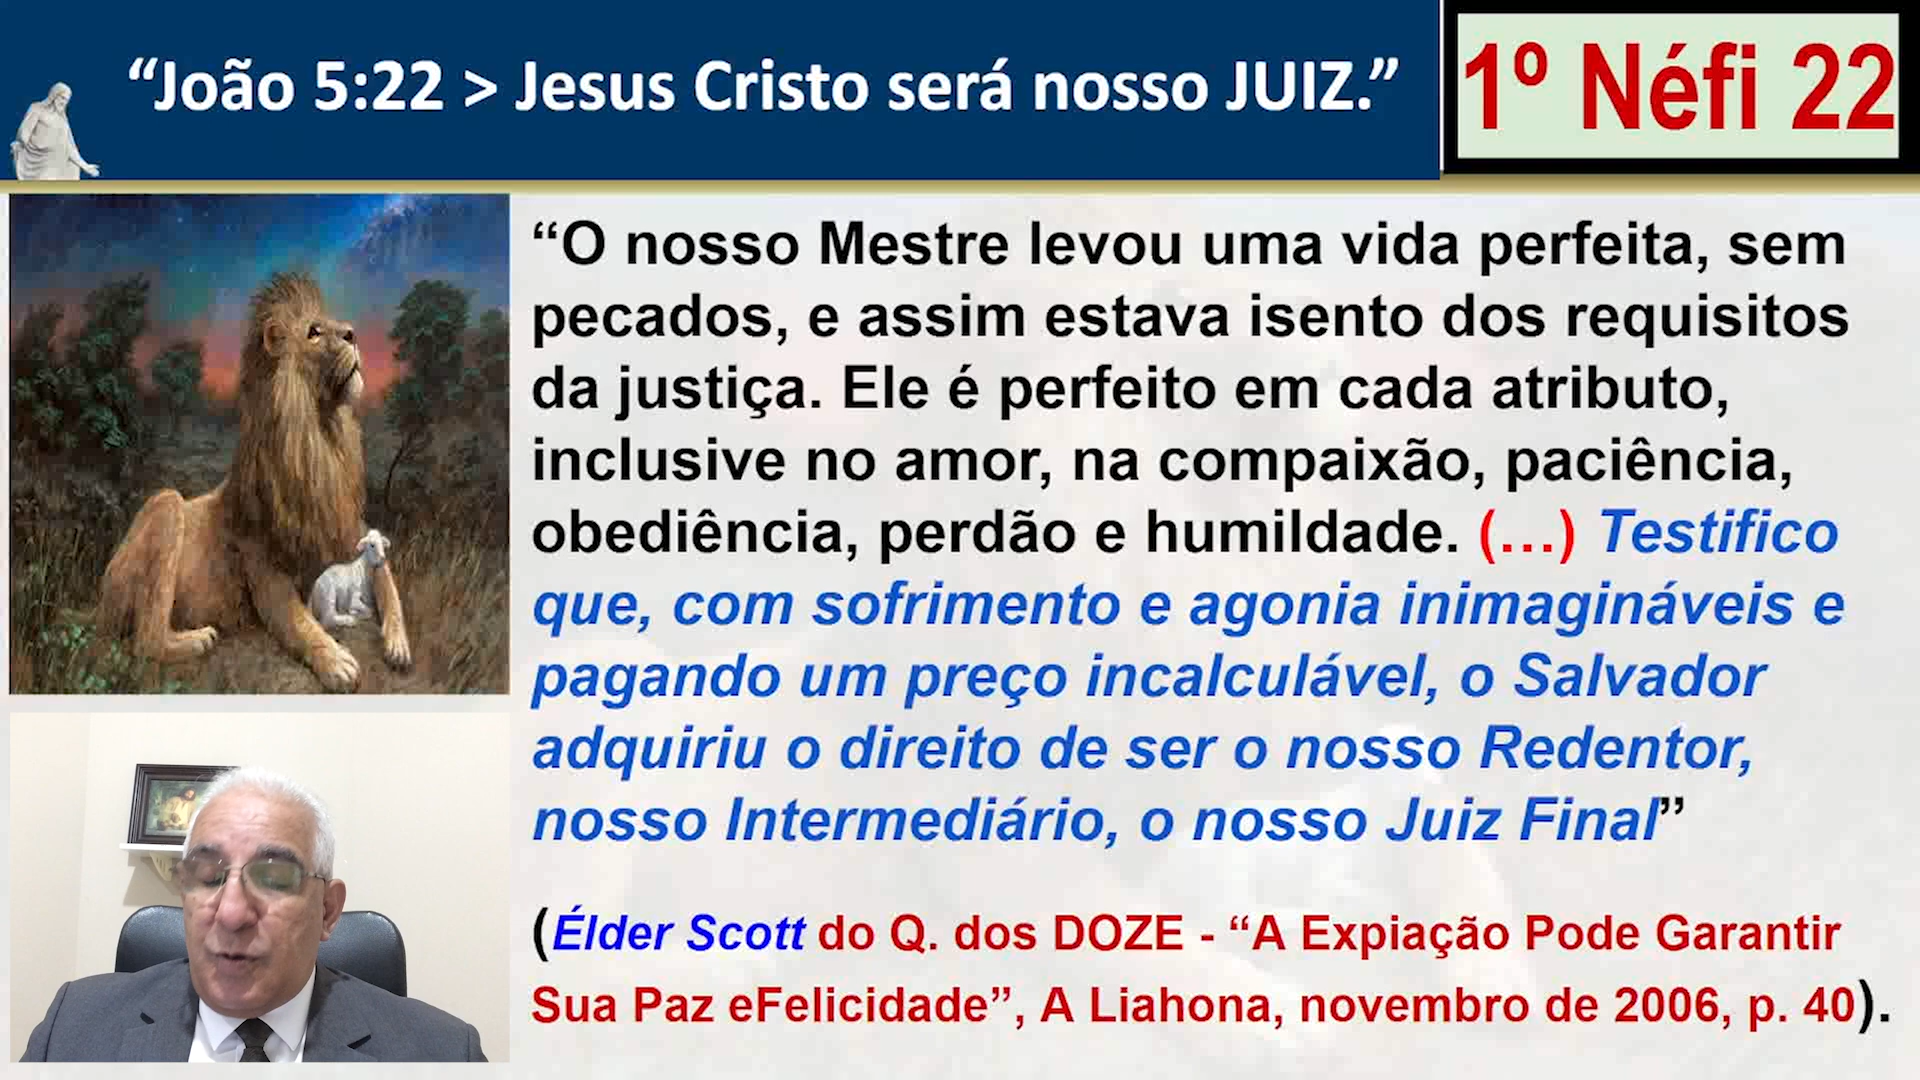 “João 5:22 > Jesus Cristo será nosso JUIZ.”
1º Néfi 22
“O nosso Mestre levou uma vida perfeita, sem
pecados, e assim estava isento dos requisitos
da justiça. Ele é perfeito em cada atributo,
inclusive no amor, na compaixão, paciência,
obediência, perdão e humildade. (…) Testifico
que, com sofrimento e agonia inimagináveis e
pagando um preço incalculável, o Salvador
adquiriu o direito de ser o nosso Redentor,
nosso Intermediário, o nosso Juiz Final”
(Élder Scott do Q. dos DOZE - “A Expiação Pode Garantir
Sua Paz eFelicidade”, A Liahona, novembro de 2006, p. 40).